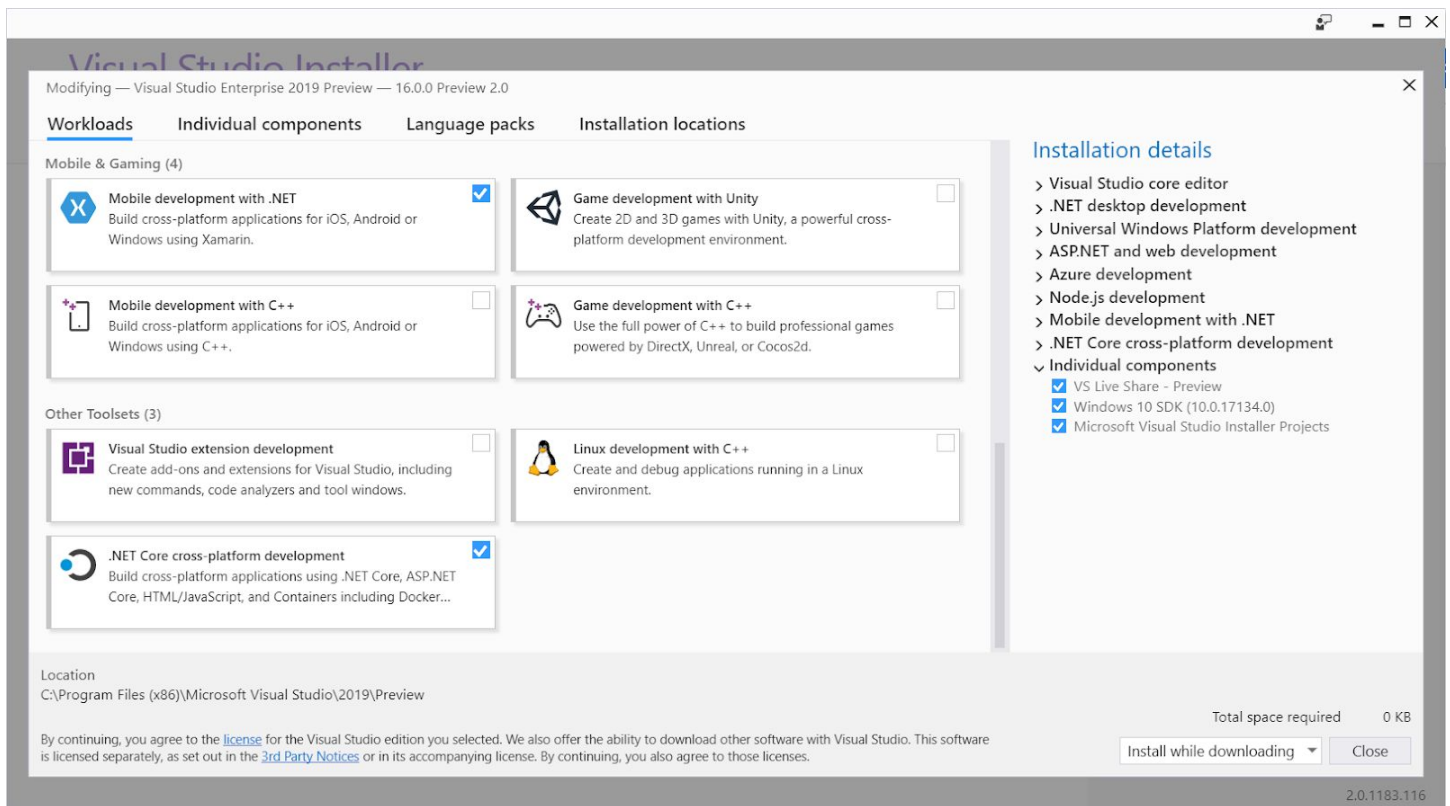 Visual Studio Installer
Modifying — Visual Studio Enterprise 2019 Preview — 16.0.0 Preview 2.0
Workloads
Individual components
Language packs
Installation locations
Mobile & Gaming (4)
Mobile development with .NET
Build cross-platform applications for iOS, Android or
Windows using Xamarin.
Game development with Unity
Create 2D and 3D games with Unity, a powerful cross-
platform development environment.
Mobile development with C++
Build cross-platform applications for iOS, Android or
Windows using C++.
Game development with C++
Use the full power of C++ to build professional games
powered by DirectX, Unreal, or Cocos2d.
Other Toolsets (3)
Visual Studio extension development
Create add-ons and extensions for Visual Studio, including
new commands, code analyzers and tool windows.
Linux development with C++
Create and debug applications running in a Linux
environment.
.NET Core cross-platform development
Build cross-platform applications using .NET Core, ASP.NET
Core, HTML/JavaScript, and Containers including Docker...
Installation details
Visual Studio core editor
.NET desktop development
Universal Windows Platform development
ASP.NET and web development
Azure development
Node.js development
Mobile development with .NET
.NET Core cross-platform development
Individual components
VS Live Share - Preview
Windows 10 SDK (10.0.17134.0)
Microsoft Visual Studio Installer Projects
Location
C:\Program Files (x86)\Microsoft Visual Studio\2019\Preview
Total space required 0 KB
By continuing, you agree to the license for the Visual Studio edition you selected. We also offer the ability to download other software with Visual Studio. This software
is licensed separately, as set out in the 3rd Party Notices or in its accompanying license. By continuing, you also agree to those licenses.
Install while downloading
Close
2.0.1183.116